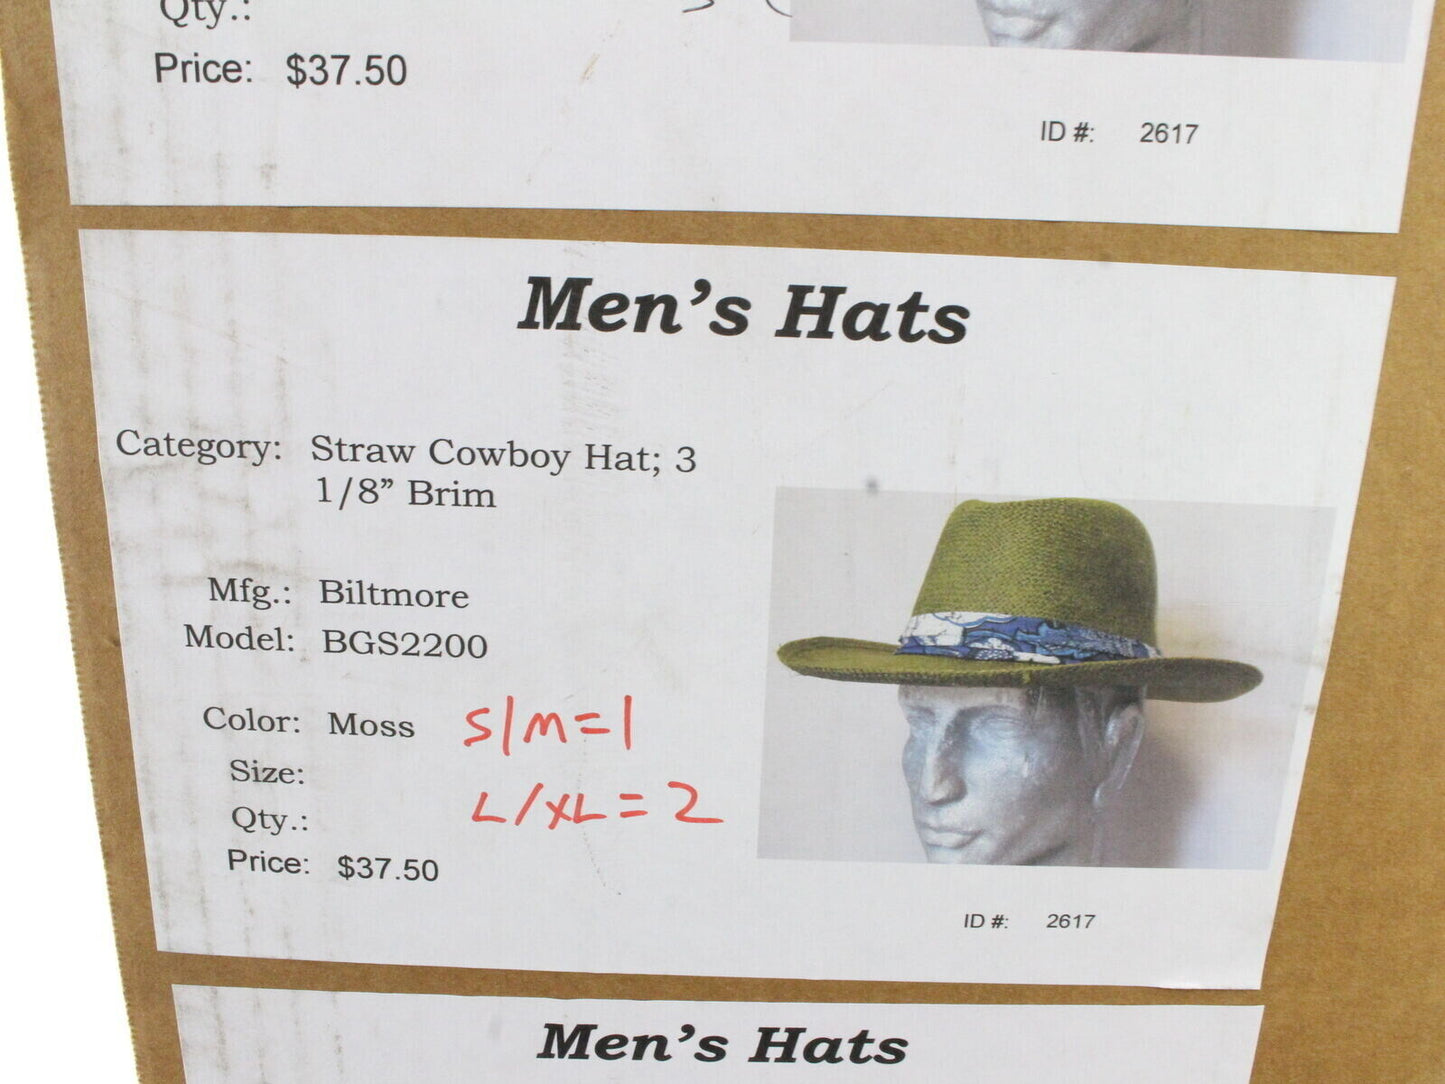 Qty.:
Price: $37.50
ID #: 2617
Men's Hats
Category: Straw Cowboy Hat; 3
1/8" Brim
Mfg.: Biltmore
Model: BGS2200
Color: Moss S/M=1
Size:
L/XL=2
Qty.:
Price: $37.50
ID #: 2617
Men's Hats